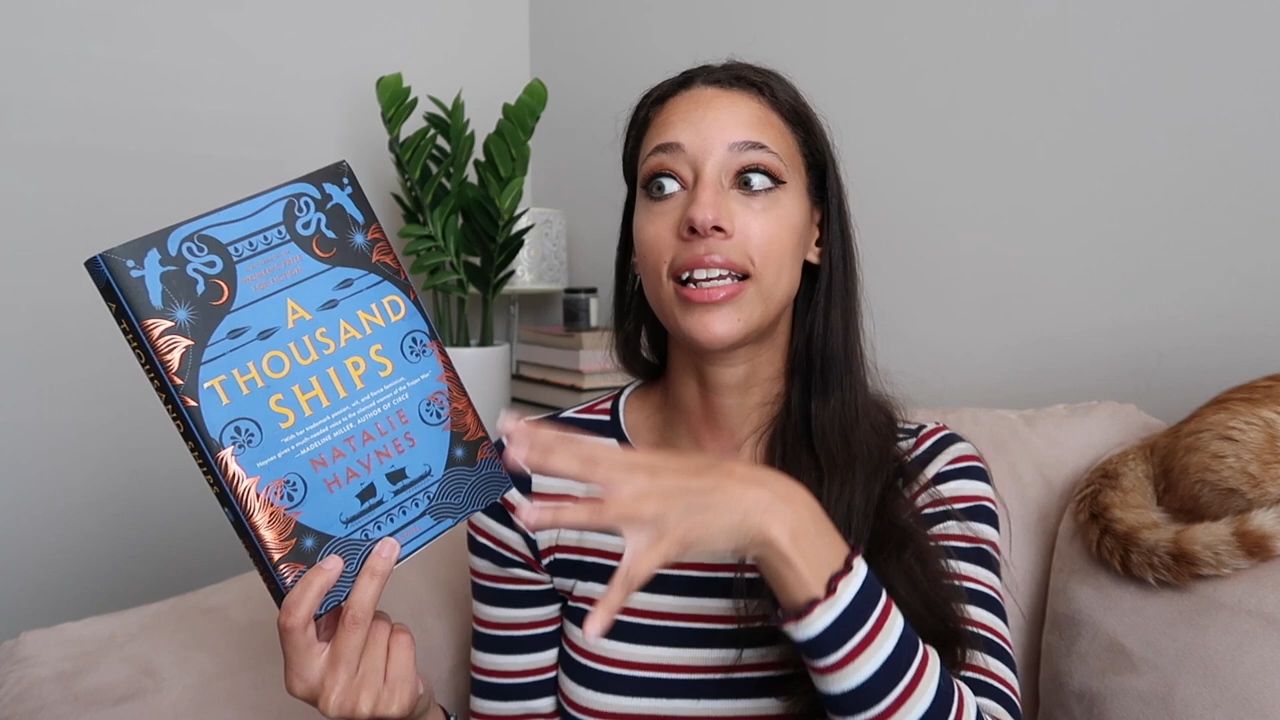 A
THOUSAND
SHIPS
"With her trademark passion, wit, and fierce feminism,
Haynes gives a much-needed voice to the silenced women of the Trojan War."
—MADELINE MILLER, AUTHOR OF CIRCE
NATALIE
HAYNES
A THOUSAND SHIPS